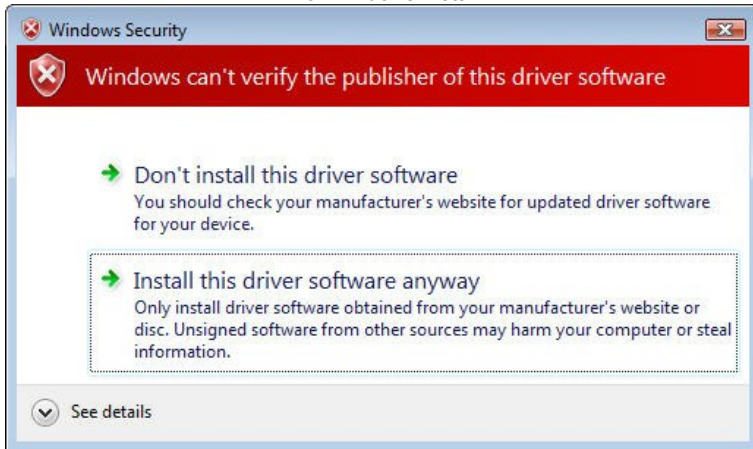 Windows Security
Windows can't verify the publisher of this driver software
Don't install this driver software
You should check your manufacturer's website for updated driver software
for your device.
Install this driver software anyway
Only install driver software obtained from your manufacturer's website or
disc. Unsigned software from other sources may harm your computer or steal
information.
See details